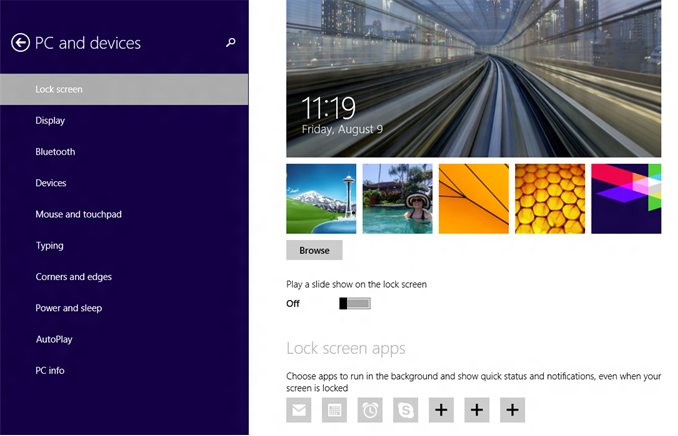 PC and devices
Lock screen
Display
Bluetooth
Devices
Mouse and touchpad
Typing
Corners and edges
Power and sleep
AutoPlay
PC info
11:19
Friday, August 9
Browse
Play a slide show on the lock screen
Off
Lock screen apps
Choose apps to run in the background and show quick status and notifications, even when your
screen is locked